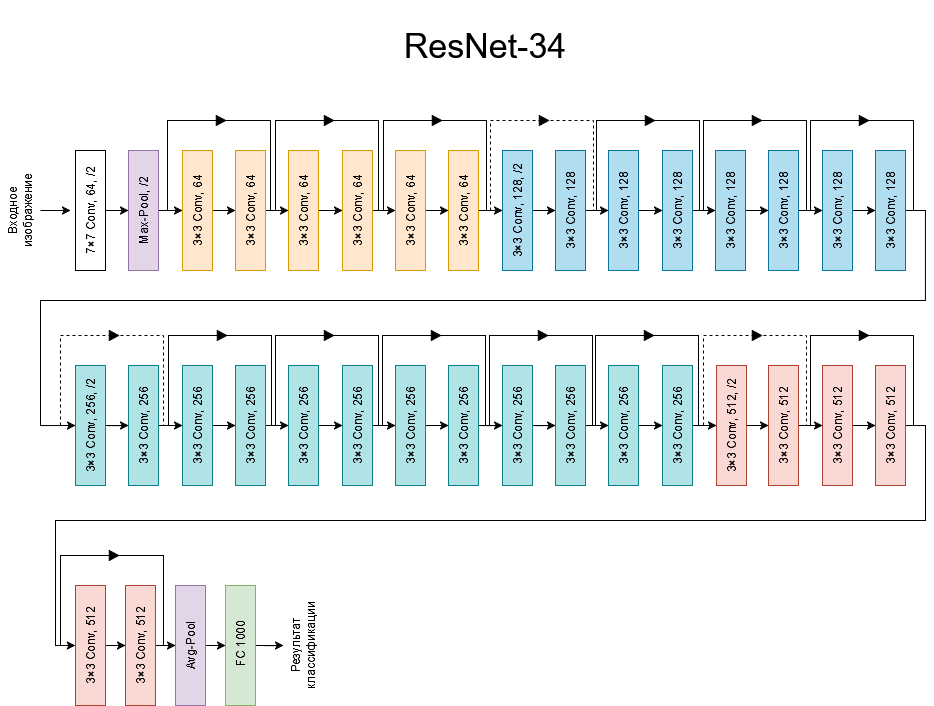 ResNet-34
Входное
изображение
7×7 Conv, 64, /2
Max-Pool, /2
3×3 Conv, 64
3×3 Conv, 64
3×3 Conv, 64
3×3 Conv, 64
3×3 Conv, 64
3×3 Conv, 64
3×3 Conv, 128, /2
3×3 Conv, 128
3×3 Conv, 128
3×3 Conv, 128
3×3 Conv, 128
3×3 Conv, 128
3×3 Conv, 128
3×3 Conv, 128
3×3 Conv, 256, /2
3×3 Conv, 256
3×3 Conv, 256
3×3 Conv, 256
3×3 Conv, 256
3×3 Conv, 256
3×3 Conv, 256
3×3 Conv, 256
3×3 Conv, 256
3×3 Conv, 256
3×3 Conv, 256
3×3 Conv, 256
3×3 Conv, 512, /2
3×3 Conv, 512
3×3 Conv, 512
3×3 Conv, 512
3×3 Conv, 512
3×3 Conv, 512
Avg-Pool
FC 1000
Результат
классификации